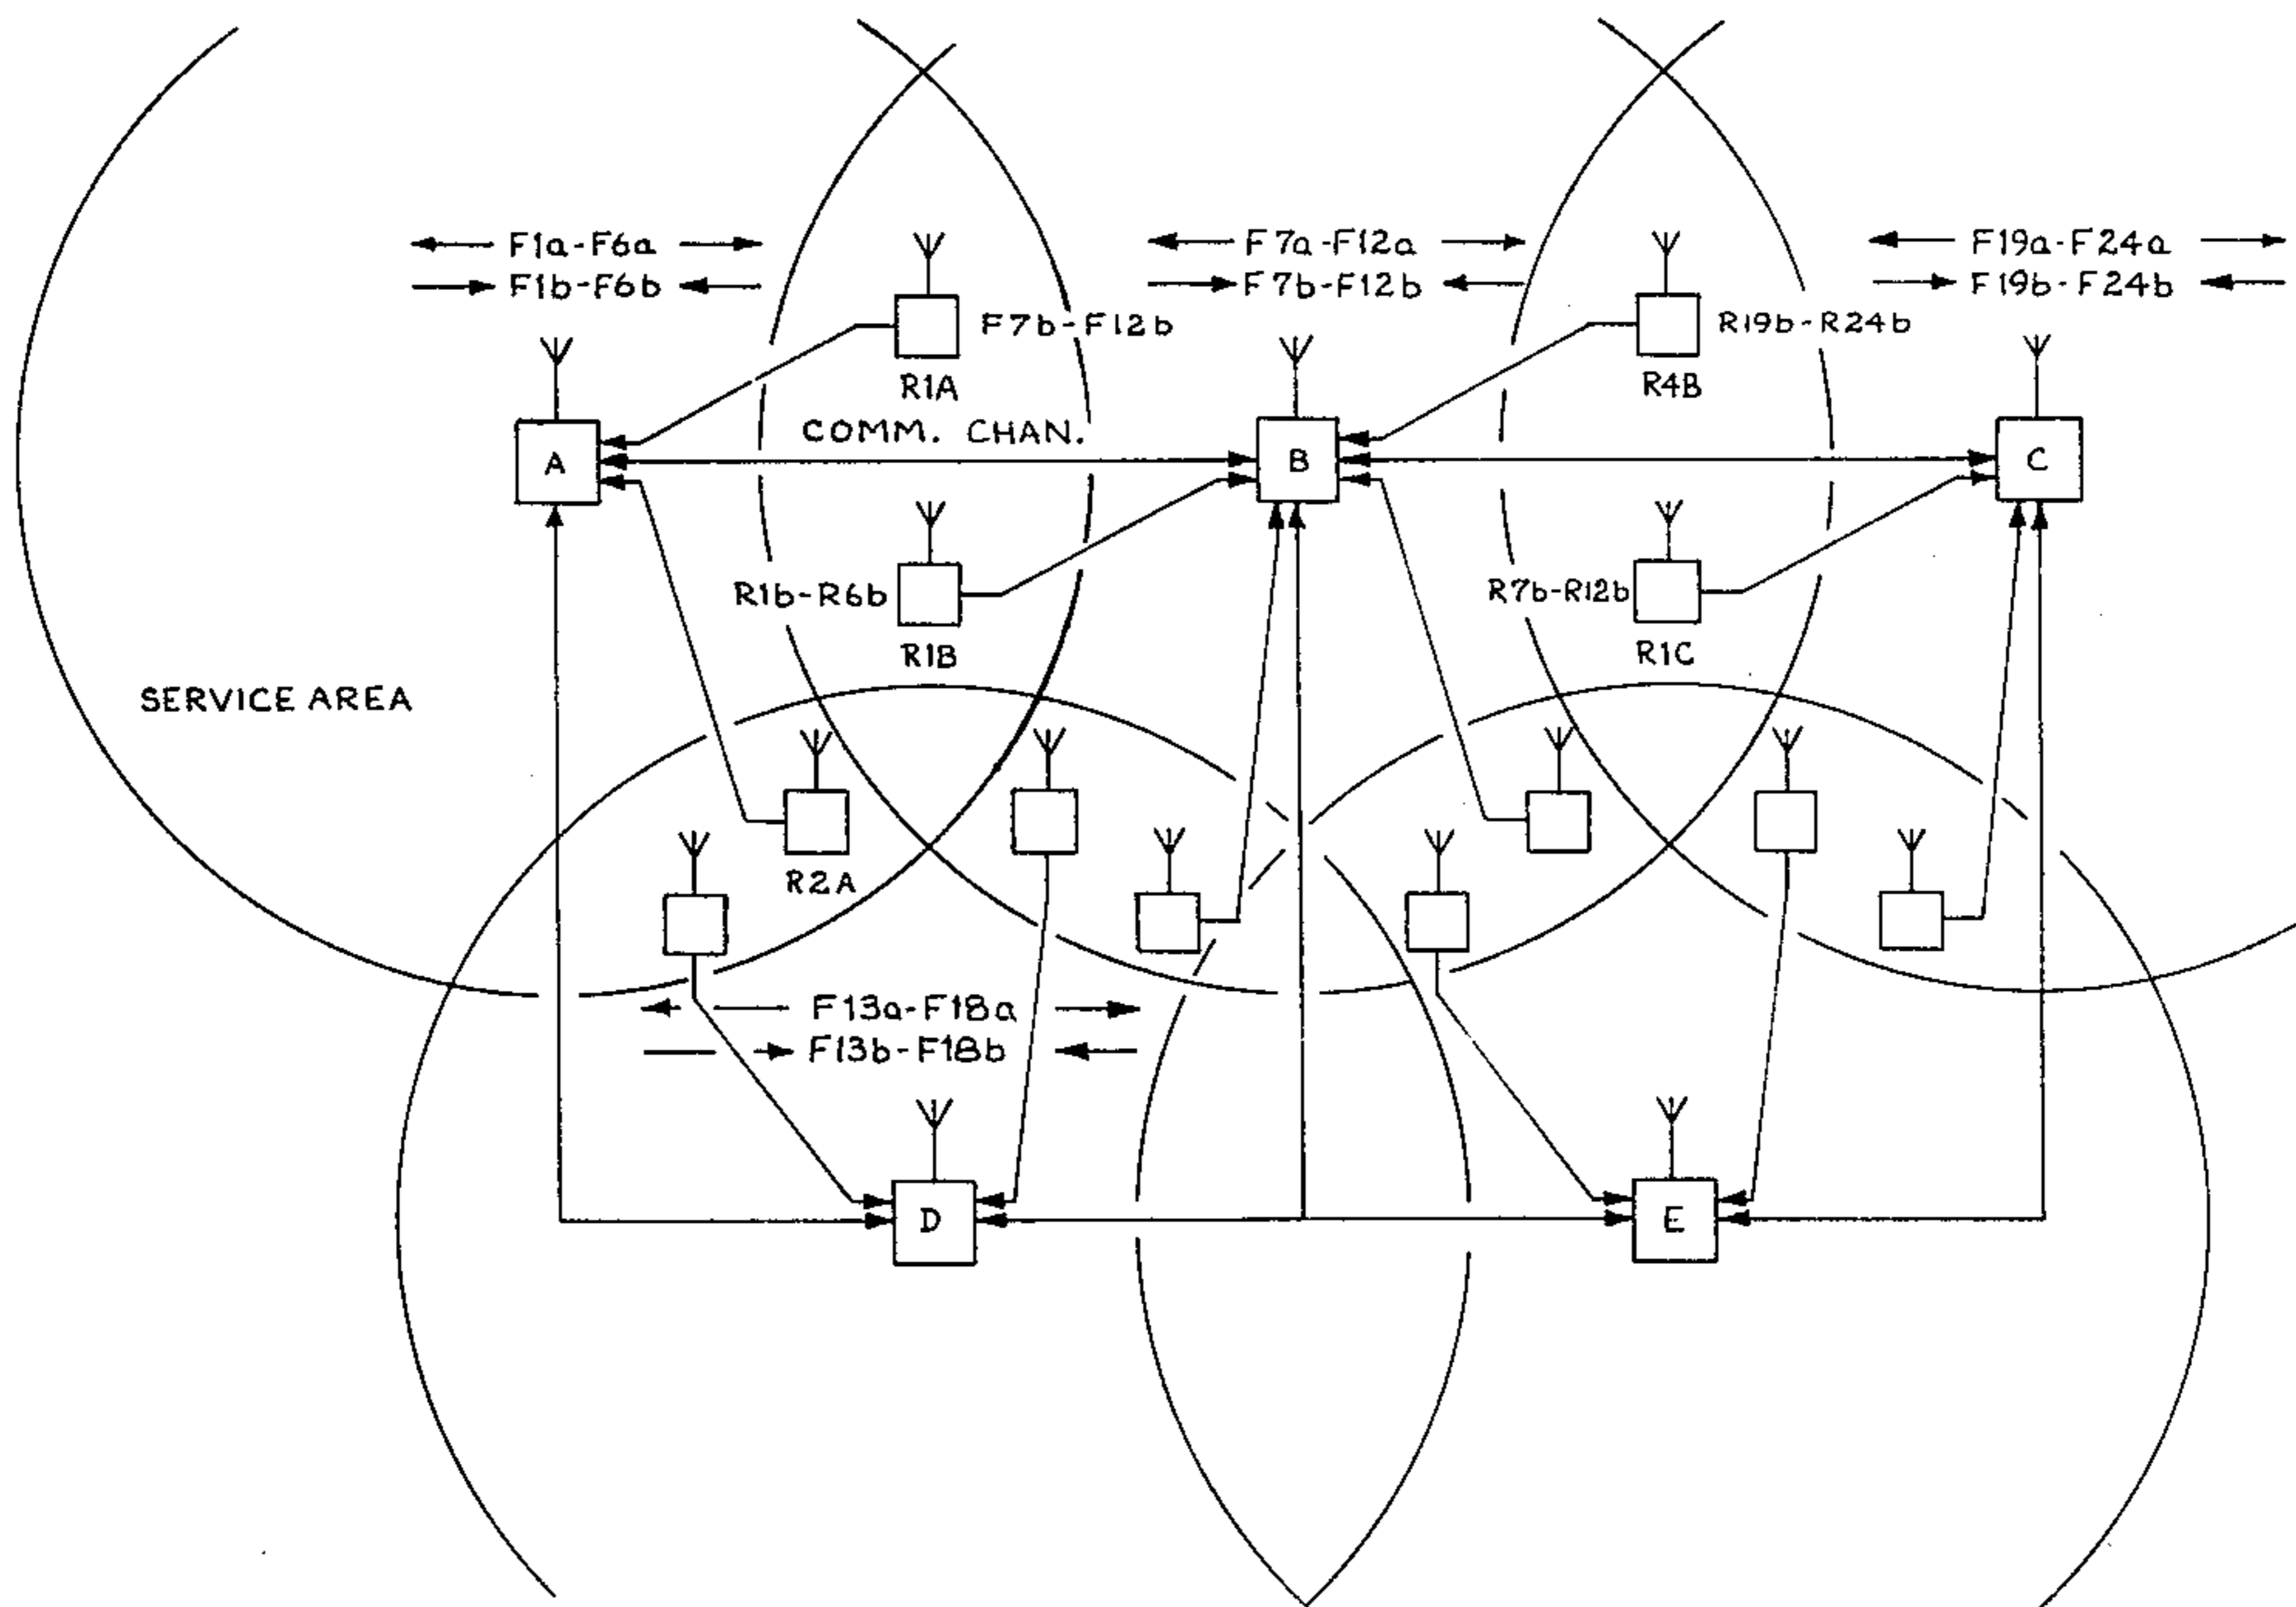 F1a-F6a
F1b-F6b
F7a-F12a
F7b-F12b
F19a-F24a
F19b-F24b
F7b-F12b
R1A
R19b-R24b
R4B
COMM. CHAN.
A
B
C
R1b-R6b
R1B
R7b-R12b
R1C
SERVICE AREA
R2A
F13a-F18a
F13b-F18b
D
E